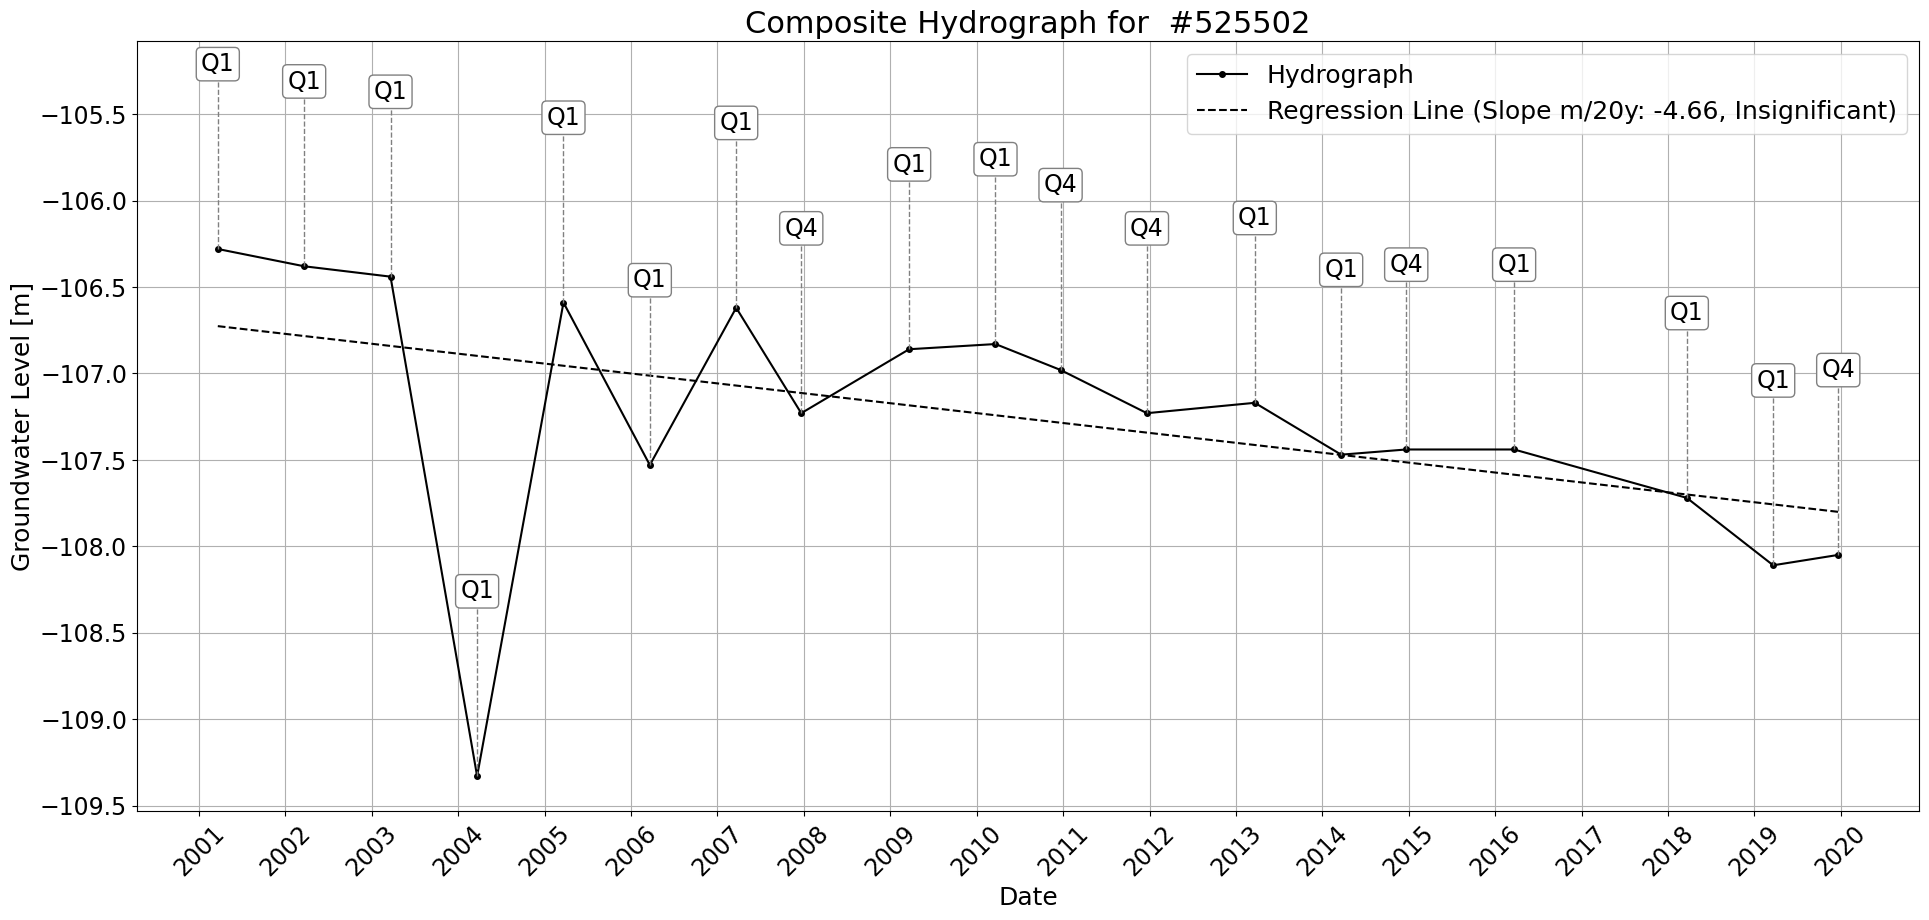 Composite Hydrograph for  #525502
Hydrograph
Regression Line (Slope m/20y: -4.66, Insignificant)
Q1
Q1
Q1
Q1
Q1
Q1
Q1
Q4
Q1
Q1
Q4
Q4
Q1
Q1
Q4
Q1
Q1
Q1
Q4
Groundwater Level [m]
−105.5
−106.0
−106.5
−107.0
−107.5
−108.0
−108.5
−109.0
−109.5
2001
2002
2003
2004
2005
2006
2007
2008
2009
2010
2011
2012
2013
2014
2015
2016
2017
2018
2019
2020
Date